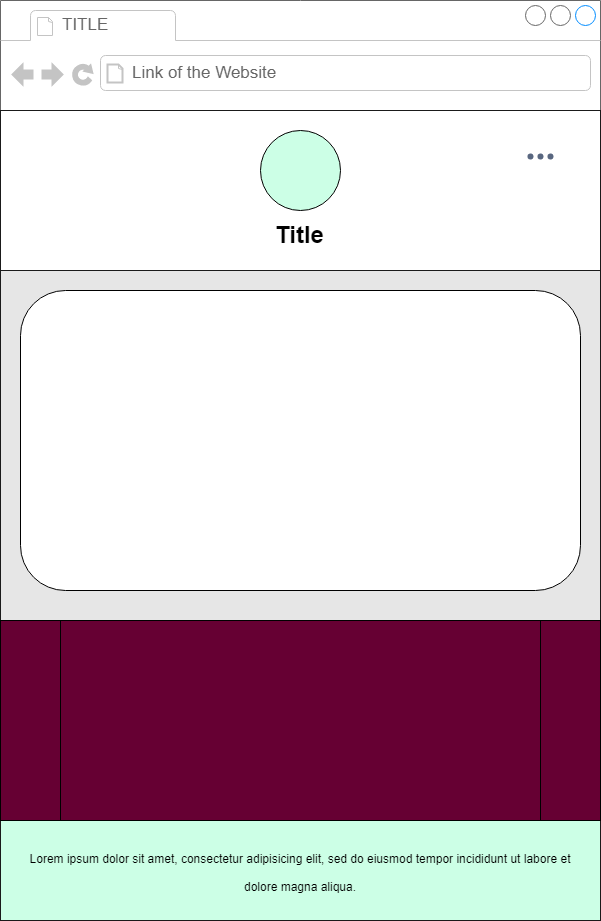 TITLE
Link of the Website
Title
Lorem ipsum dolor sit amet, consectetur adipisicing elit, sed do eiusmod tempor incididunt ut labore et
dolore magna aliqua.